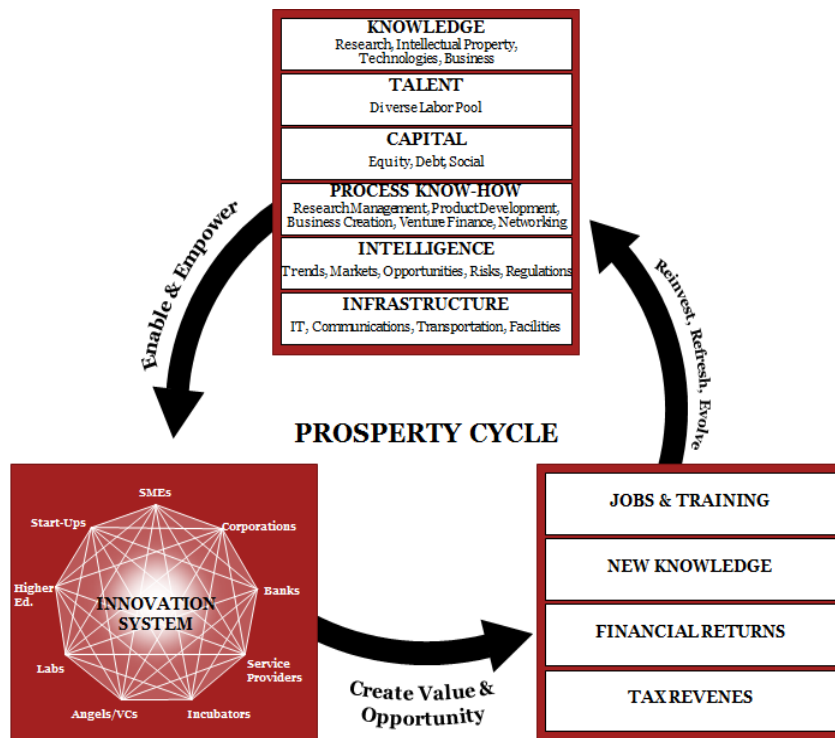 KNOWLEDGE
Research, Intellectual Property,
Technologies, Business
TALENT
Diverse Labor Pool
CAPITAL
Equity, Debt, Social
PROCESS KNOW-HOW
Research Management, Product Development,
Business Creation, Venture Finance, Networking
INTELLIGENCE
Trends, Markets, Opportunities, Risks, Regulations
INFRASTRUCTURE
IT, Communications, Transportation, Facilities
Enable & Empower
Reinvest, Refresh, Evolve
PROSPERTY CYCLE
SMEs
Start-Ups
Corporations
Higher
Ed.
Banks
INNOVATION
SYSTEM
Labs
Service
Providers
Angels/VCs
Incubators
Create Value &
Opportunity
JOBS & TRAINING
NEW KNOWLEDGE
FINANCIAL RETURNS
TAX REVENES